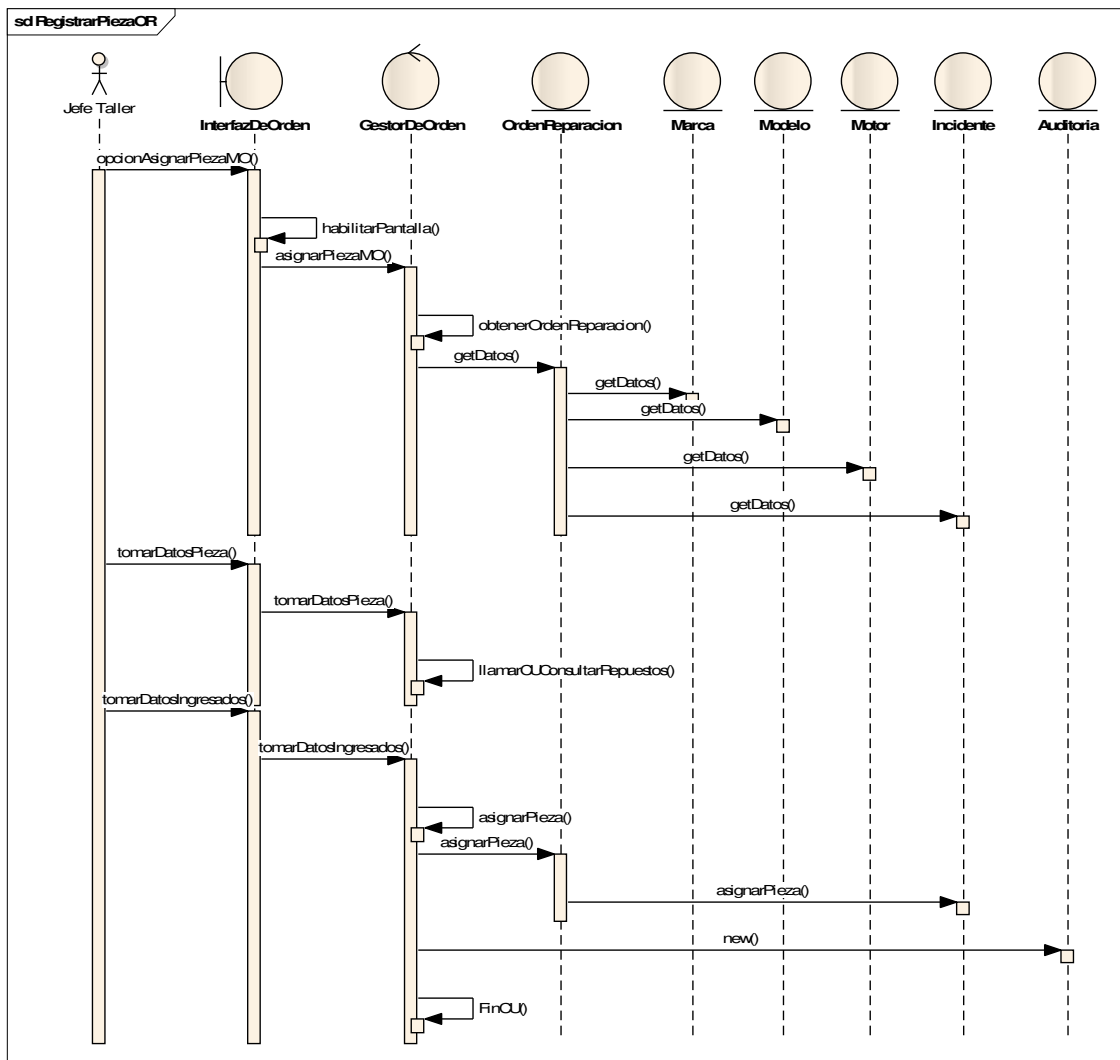 sd RegistrarPiezaOR
Jefe Taller
InterfazDeOrden
GestorDeOrden
OrdenReparacion
Marca
Modelo
Motor
Incidente
Auditoria
opcionAsignarPiezaMO()
habilitarPantalla()
asignarPiezaMO()
obtenerOrdenReparacion()
getDatos()
getDatos()
getDatos()
getDatos()
getDatos()
tomarDatosPieza()
tomarDatosPieza()
llamarCUConsultarRepuestos()
tomarDatosIngresados()
tomarDatosIngresados()
asignarPieza()
asignarPieza()
asignarPieza()
new()
FinCU()